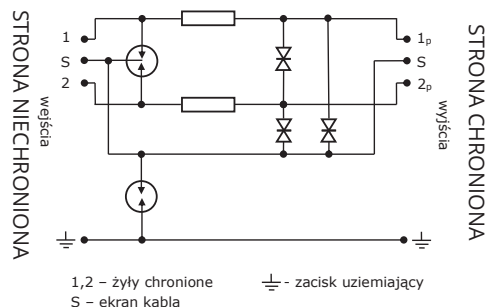 STRONA NIECHRONIONA
wejścia
1
S
2
1p
S
2p
wyjścia
STRONA CHRONIONA
1,2 – żyły chronione
- zacisk uziemiający
S – ekran kabla